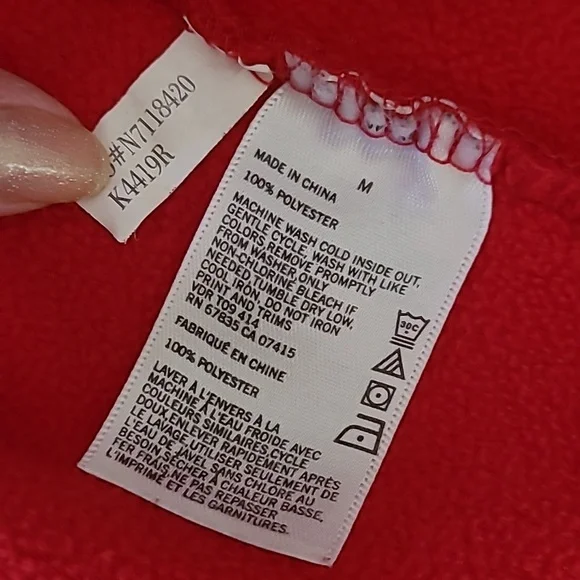 #N7118420
K4419R
MADE IN CHINA
M
100% POLYESTER
MACHINE WASH COLD INSIDE OUT,
GENTLE CYCLE, WASH WITH LIKE
COLORS REMOVE PROMPTLY
FROM WASHER,ONLY
NON-CHLORINE BLEACH IF
NEEDED,TUMBLE DRY LOW,
COOL IRON, DO NOT IRON
PRINT AND TRIMS
VDR T09 414
RN 67835 CA 07415
FABRIQUÉ EN CHINE
100% POLYESTER
LAVER À L'ENVERS À LA
MACHINE À L'EAU FROIDE AVEC
COULEURS SIMILAIRES,CYCLE
DOUX.ENLEVER RAPIDEMENT APRÈS
LE LAVAGE UTILISER SEULEMENT DE
L'EAU DE JAVEL SANS CHLORE AU
BESOIN SÉCHER À CHALEUR BASSE,
FER FRAIS,NE PAS REPASSER
L'IMPRIMÉ ET LES GARNITURES.
30C